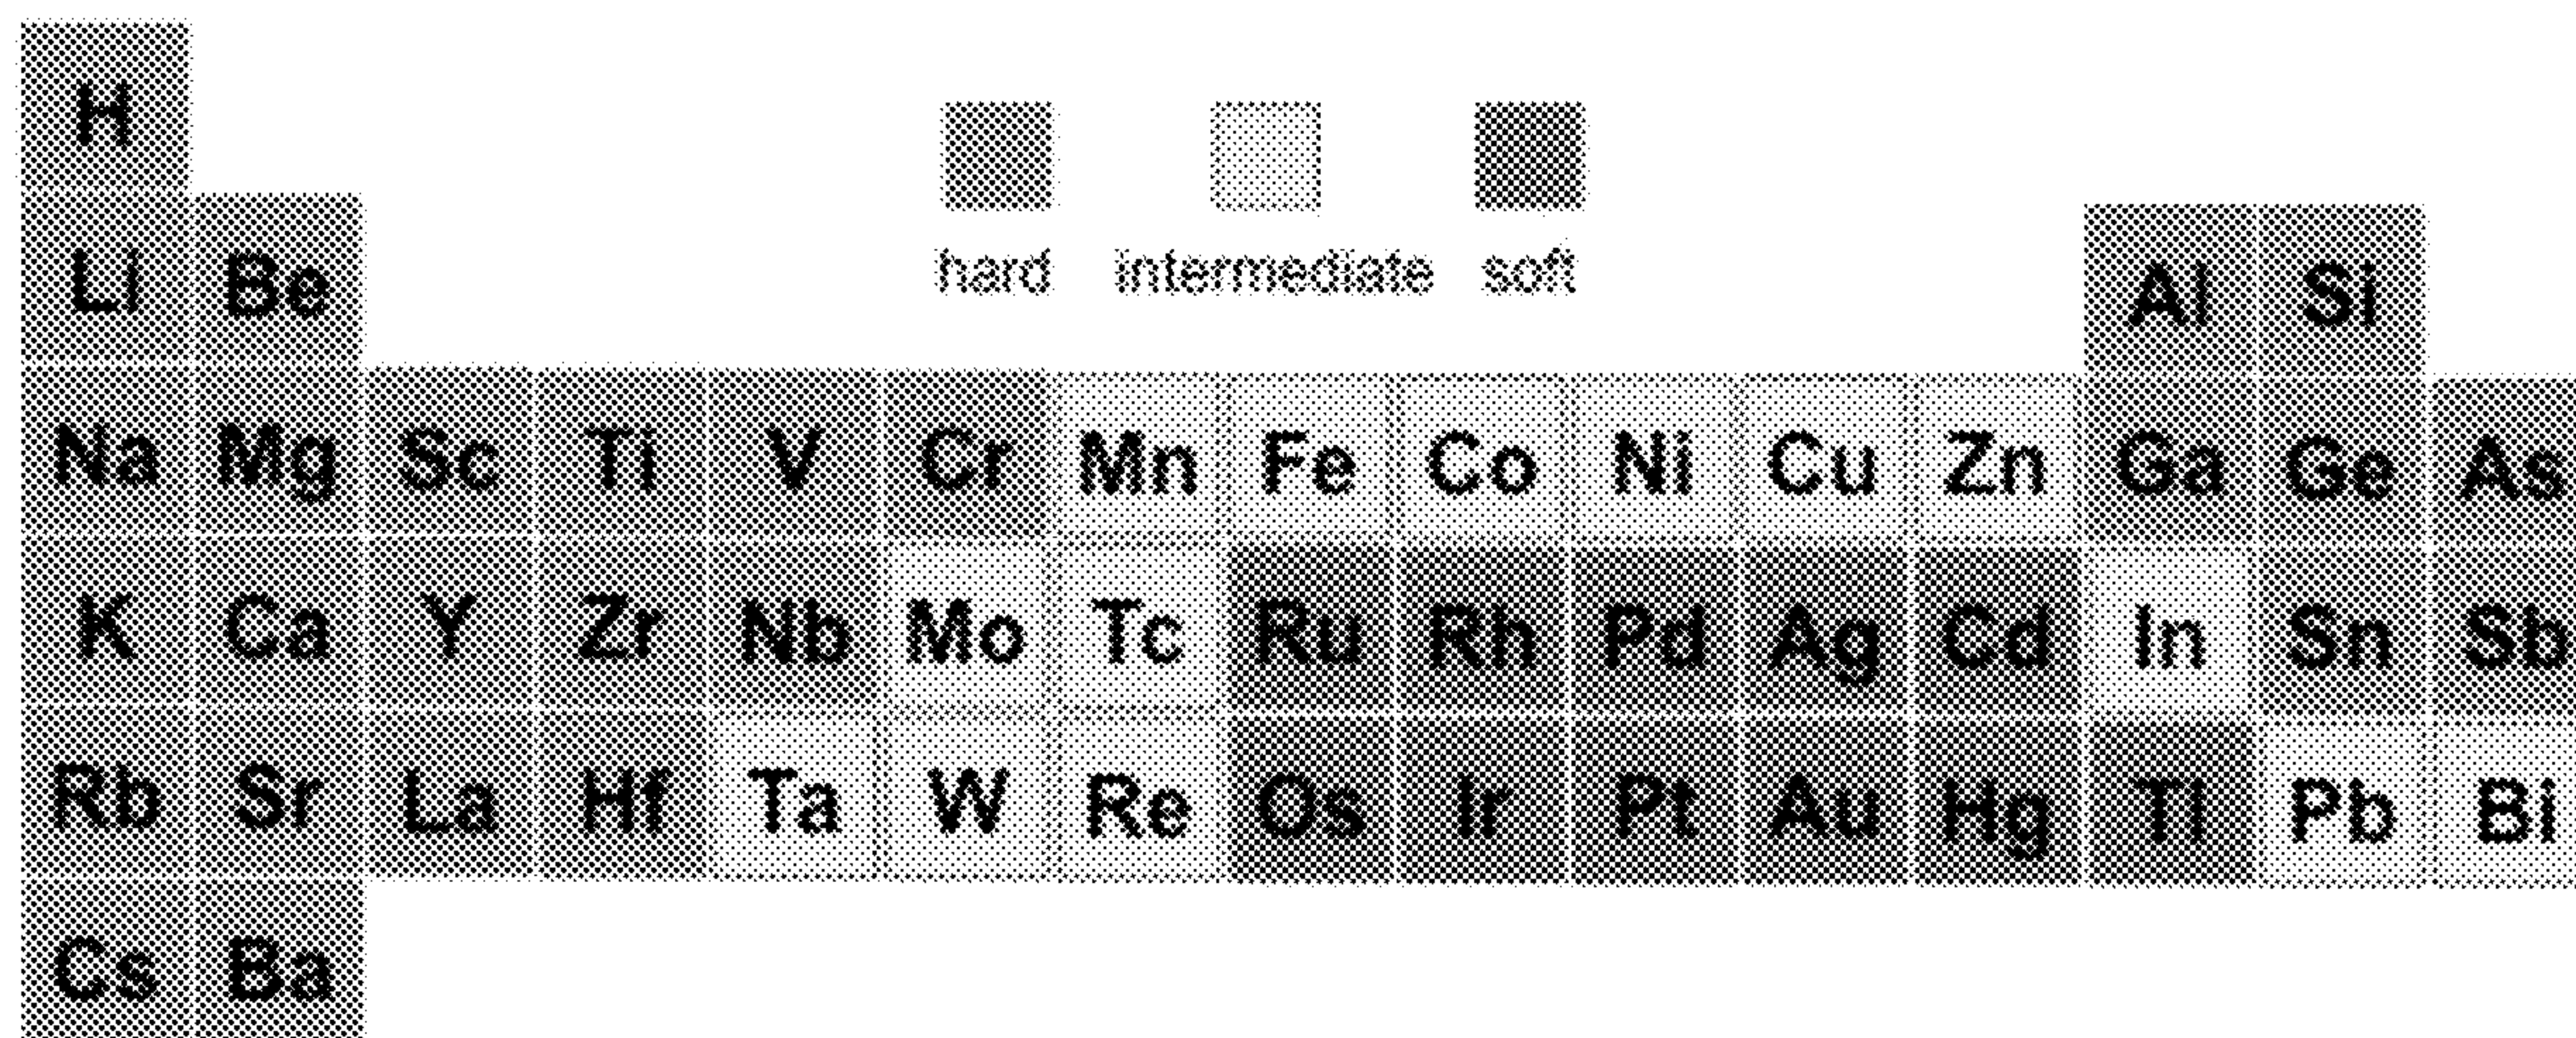 H
hard intermediate soft
Li Be Al Si
Na Mg Sc Ti V Cr Mn Fe Co Ni Cu Zn Ga Ge As
K Ca Y Zr Nb Mo Tc Ru Rh Pd Ag Cd In Sn Sb
Rb Sr La Hf Ta W Re Os Ir Pt Au Hg Tl Pb Bi
Cs Ba